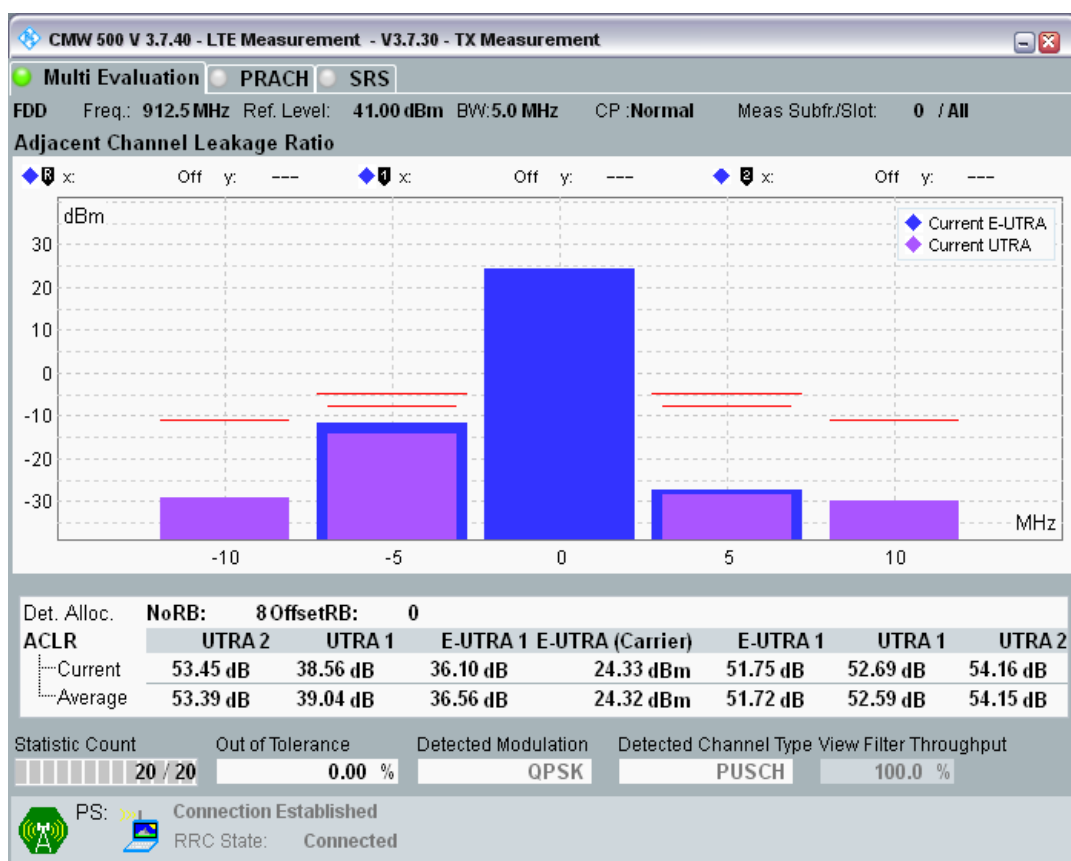 CMW 500 V 3.7.40 - LTE Measurement - V3.7.30 - TX Measurement
Multi Evaluation PRACH SRS
FDD Freq.: 912.5 MHz Ref. Level: 41.00 dBm BW:5.0 MHz CP :Normal Meas Subfr./Slot: 0 / All
Adjacent Channel Leakage Ratio
R x: Off y: --- 1 x: Off y: --- 2 x: Off y: ---
dBm
Current E-UTRA
Current UTRA
30
20
10
0
-10
-20
-30
MHz
-10 -5 0 5 10
Det. Alloc. NoRB: 8 OffsetRB: 0
ACLR UTRA 2 UTRA 1 E-UTRA 1 E-UTRA (Carrier) E-UTRA 1 UTRA 1 UTRA 2
Current 53.45 dB 38.56 dB 36.10 dB 24.33 dBm 51.75 dB 52.69 dB 54.16 dB
Average 53.39 dB 39.04 dB 36.56 dB 24.32 dBm 51.72 dB 52.59 dB 54.15 dB
Statistic Count Out of Tolerance Detected Modulation Detected Channel Type View Filter Throughput
20 / 20 0.00 % QPSK PUSCH 100.0 %
PS: Connection Established
RRC State: Connected